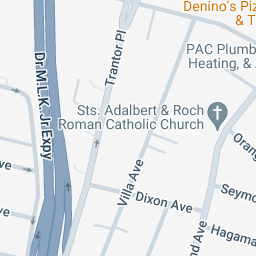 Denino's Piz
& T
PAC Plumb
Heating, &
Trantor Pl
Dr M.L.K. Jr Expy
Sts. Adalbert & Roch
Roman Catholic Church
Orang
Villa Ave
Seymo
Dixon Ave
Hagama
nd Ave